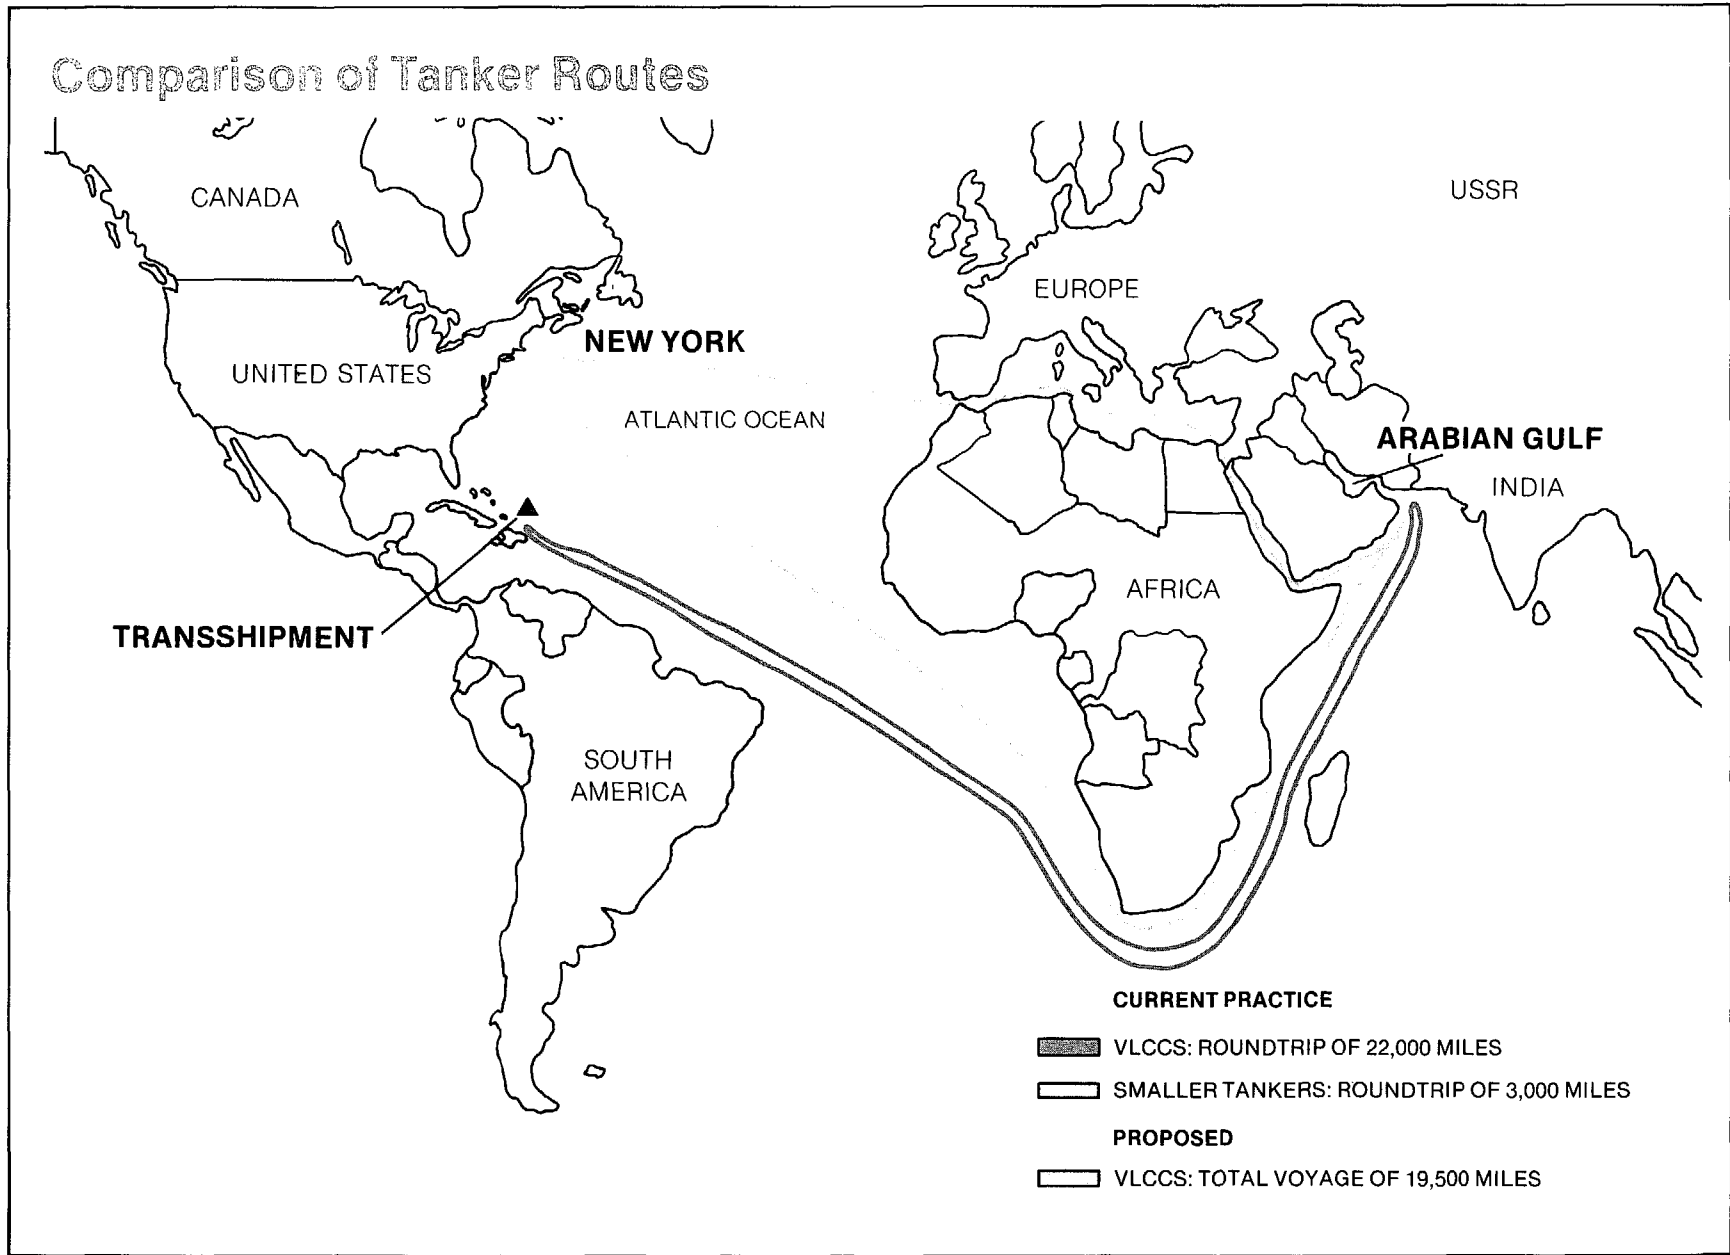 Comparison of Tanker Routes
CANADA
USSR
EUROPE
NEW YORK
UNITED STATES
ATLANTIC OCEAN
ARABIAN GULF
INDIA
AFRICA
TRANSSHIPMENT
SOUTH
AMERICA
CURRENT PRACTICE
VLCCS: ROUNDTRIP OF 22,000 MILES
SMALLER TANKERS: ROUNDTRIP OF 3,000 MILES
PROPOSED
VLCCS: TOTAL VOYAGE OF 19,500 MILES